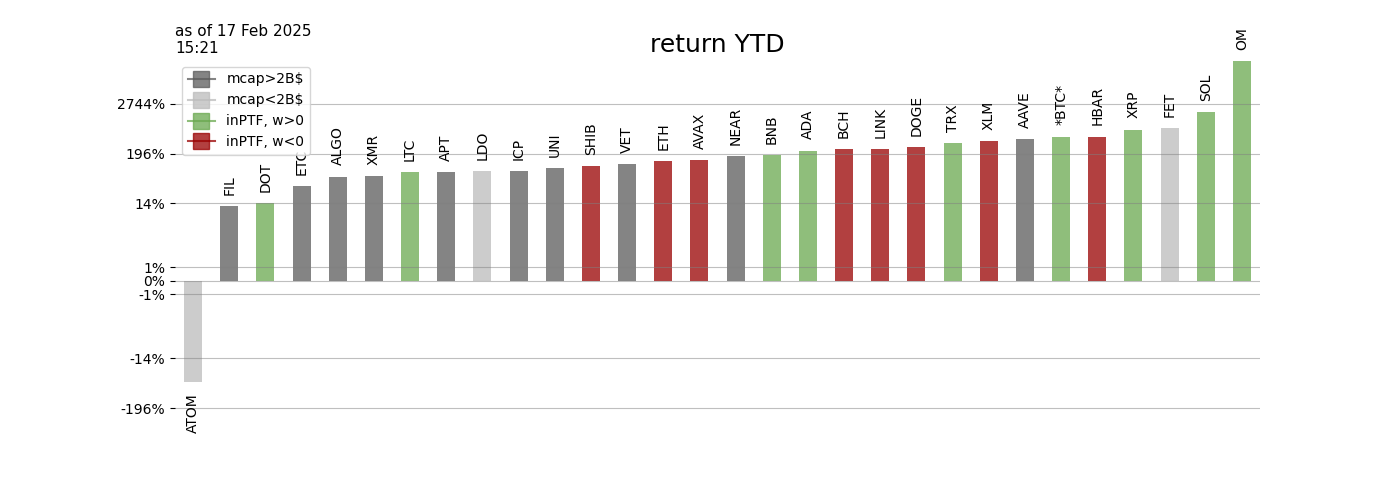 as of 17 Feb 2025
15:21
return YTD
mcap>2B$
mcap<2B$
inPTF, w>0
inPTF, w<0
2744%
196%
14%
1%
0%
-1%
-14%
-196%
ATOM
FIL
DOT
ETC
ALGO
XMR
LTC
APT
LDO
ICP
UNI
SHIB
VET
ETH
AVAX
NEAR
BNB
ADA
BCH
LINK
DOGE
TRX
XLM
AAVE
*BTC*
HBAR
XRP
FET
SOL
OM